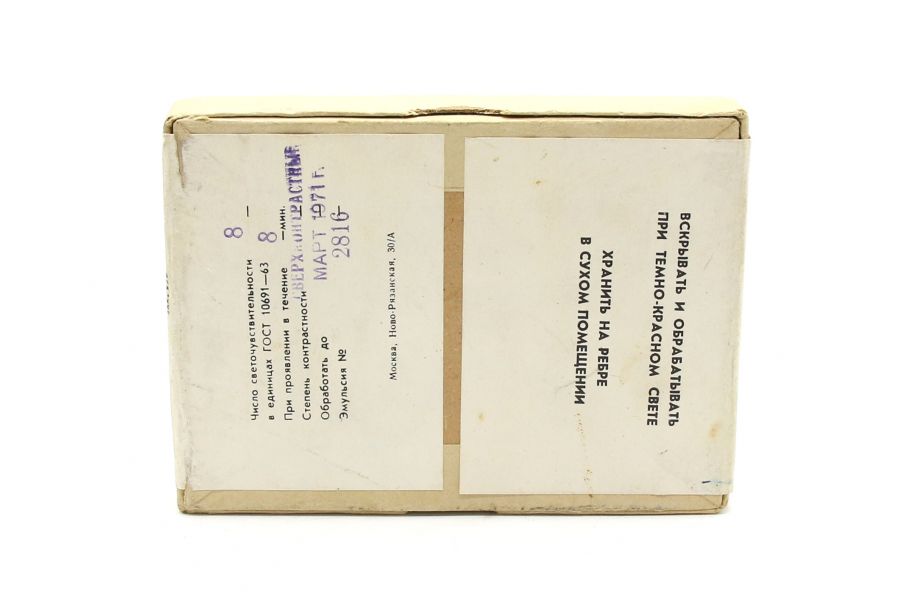 Число светочувствительности 8 —
в единицах ГОСТ 10691—63 8
При проявлении в течение —мин.
Степень контрастности СВЕРХКОНТРАСТНЫЕ
Обработать до МАРТ 1971 г.
Эмульсия № 2816
Москва, Ново-Рязанская, 30/А
ВСКРЫВАТЬ И ОБРАБАТЫВАТЬ
ПРИ ТЕМНО-КРАСНОМ СВЕТЕ
ХРАНИТЬ НА РЕБРЕ
В СУХОМ ПОМЕЩЕНИИ